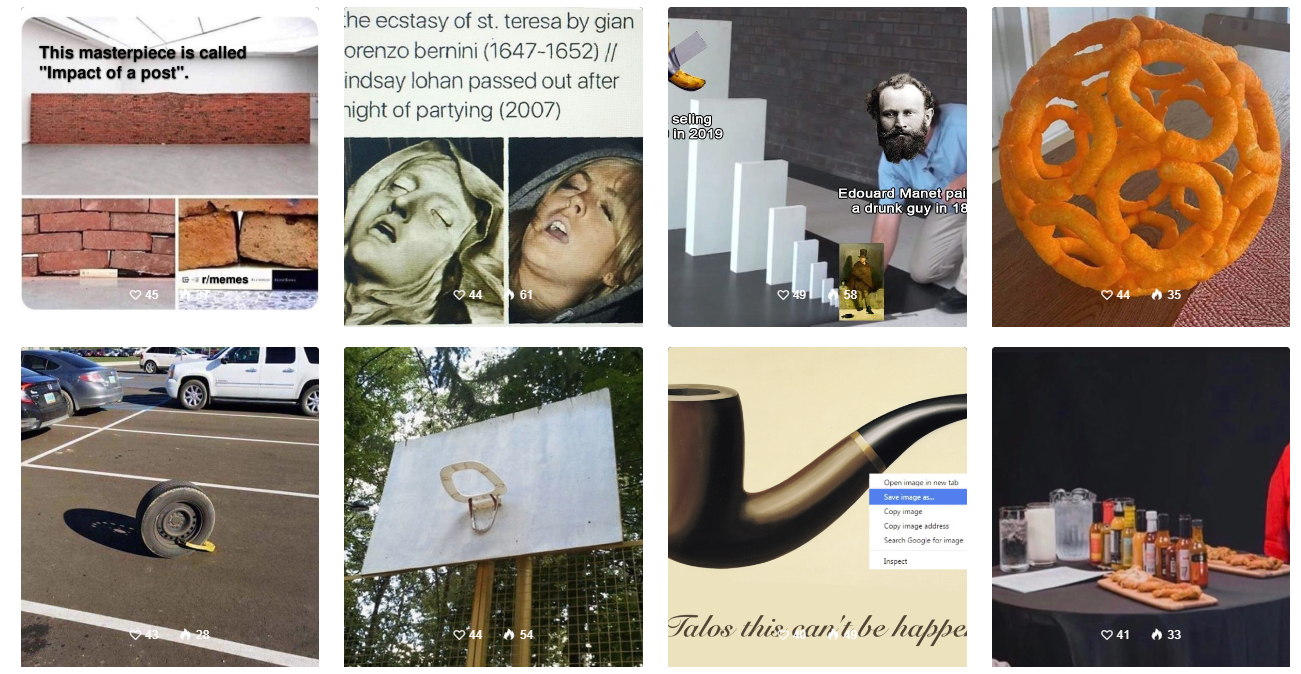 This masterpiece is called
"Impact of a post".
r/memes
45
the ecstasy of st. teresa by gian
orenzo bernini (1647-1652) //
indsay lohan passed out after
night of partying (2007)
44 61
seling
in 2019
Edouard Manet pai
a drunk guy in 18
49 58
44 35
43 28
44 54
Open image in new tab
Save image as...
Copy image
Copy image address
Search Google for image
Inspect
Talos this can't be happe
41 33